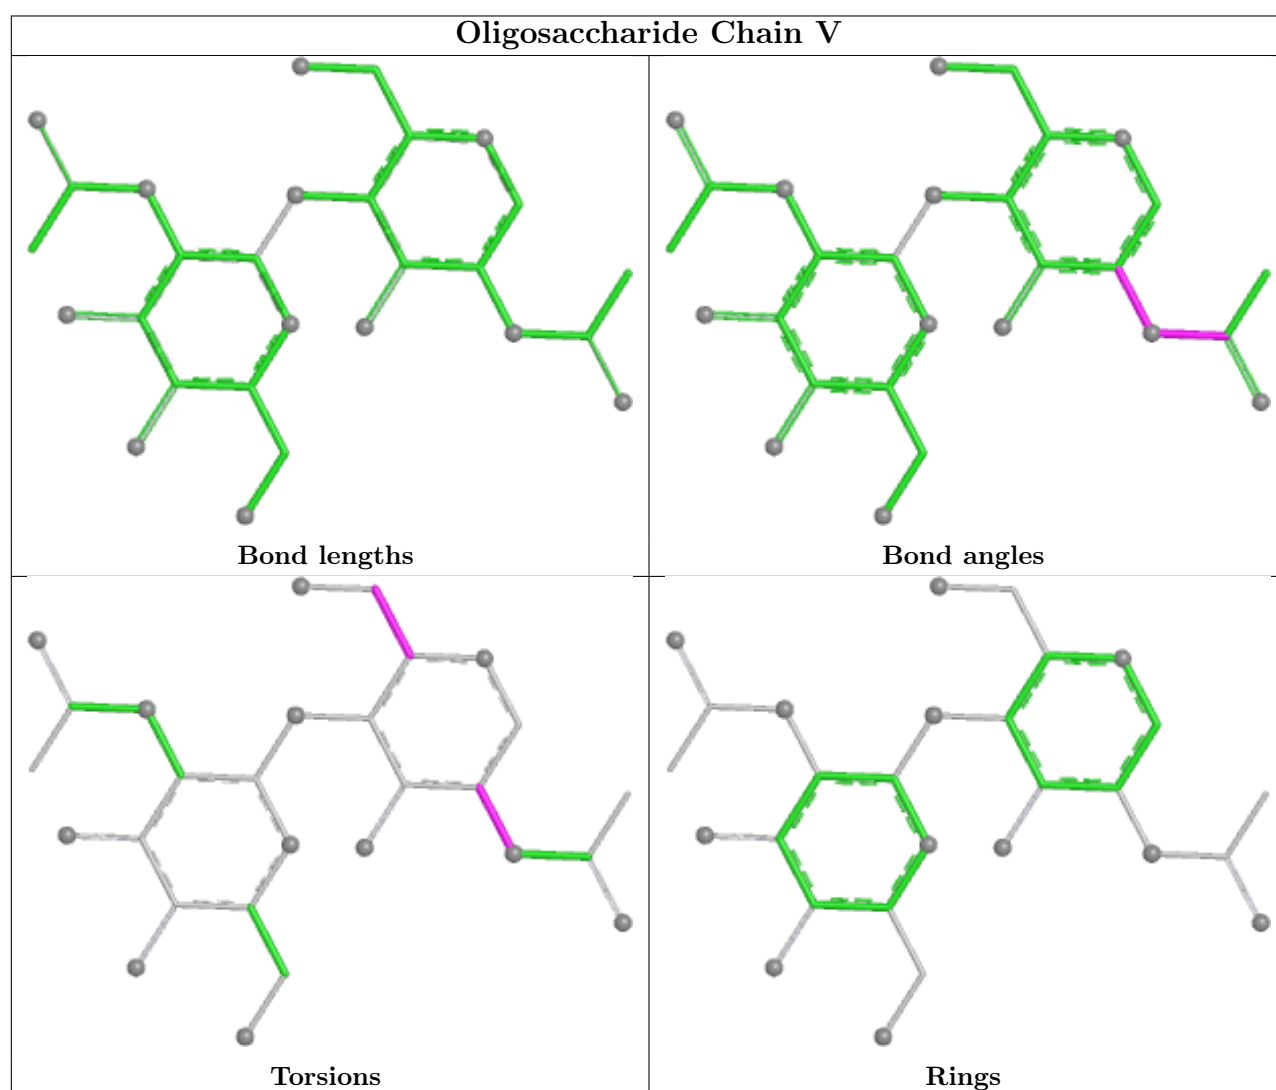 Oligosaccharide Chain V
Bond lengths
Bond angles
Torsions
Rings